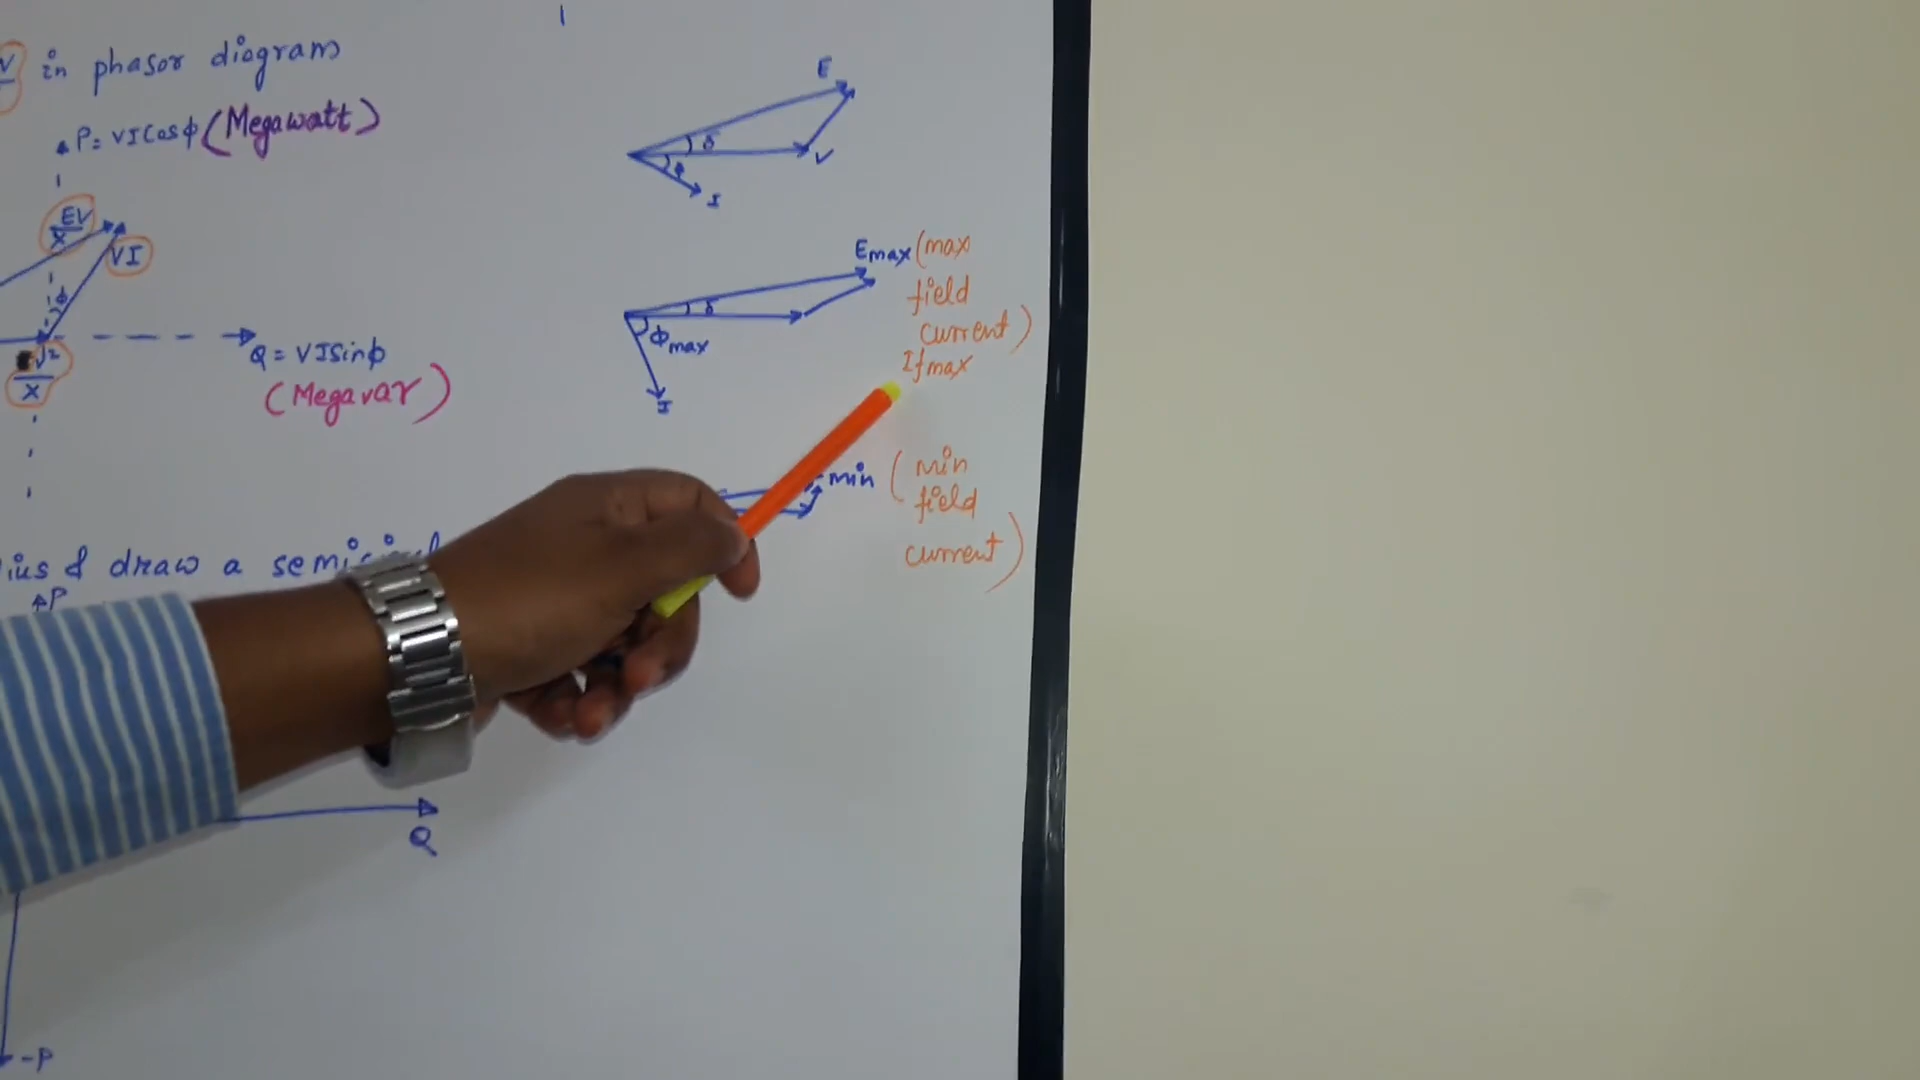 V in phasor diagram
P = VICosϕ (Megawatt)
EV
X
VI
ϕ
V²
X
Q = VISinϕ
(Megavar)
E
δ
V
ϕ
I
Emax (max
field
current)
Ifmax
δ
ϕmax
I
min (min
field
current)
& draw a
P
Q
-P